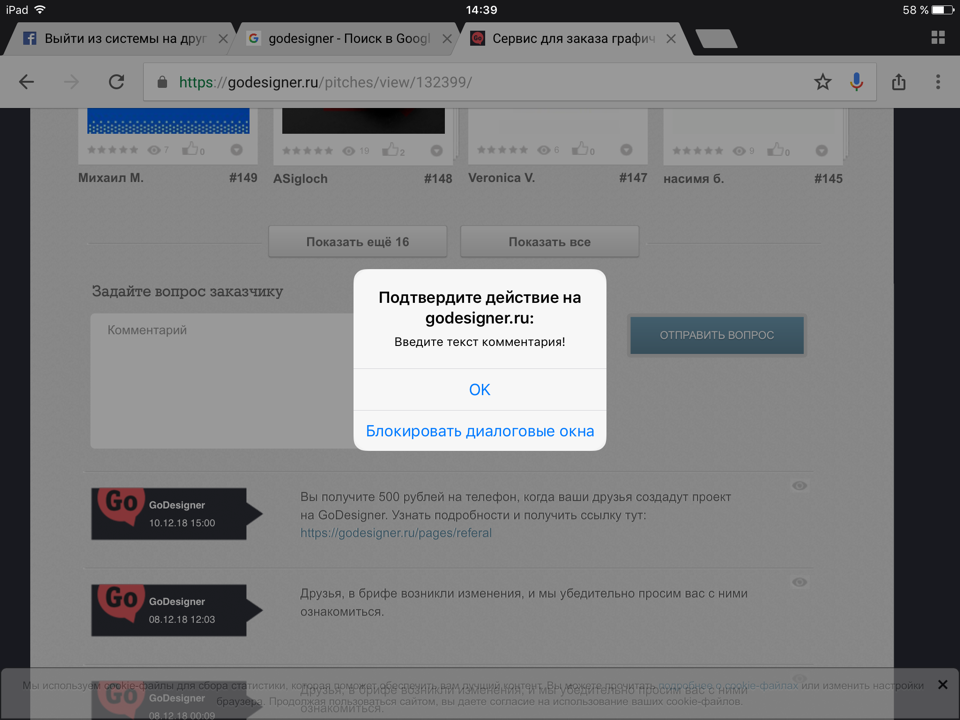 iPad 14:39 58 %
Выйти из системы на друг godesigner - Поиск в Googl Сервис для заказа графич
https://godesigner.ru/pitches/view/132399/
7 0 19 2 6 0 9 0
Михаил М. #149 ASigloch #148 Veronica V. #147 насимя б. #145
Показать ещё 16 Показать все
Задайте вопрос заказчику
Комментарий
ОТПРАВИТЬ ВОПРОС
Подтвердите действие на
godesigner.ru:
Введите текст комментария!
OK
Блокировать диалоговые окна
Go GoDesigner
10.12.18 15:00
Вы получите 500 рублей на телефон, когда ваши друзья создадут проект
на GoDesigner. Узнать подробности и получить ссылку тут:
https://godesigner.ru/pages/referal
Go GoDesigner
08.12.18 12:03
Друзья, в брифе возникли изменения, и мы убедительно просим вас с ними
ознакомиться.
Go GoDesigner
08.12.18 00:09
Друзья, в брифе возникли изменения, и мы убедительно просим вас с ними
ознакомиться.
Мы используем cookie-файлы для сбора статистики, которая поможет обеспечить вам лучший контент. Вы можете прочитать подробнее о cookie-файлах или изменить настройки
браузера. Продолжая пользоваться сайтом, вы даете согласие на использование ваших cookie-файлов.